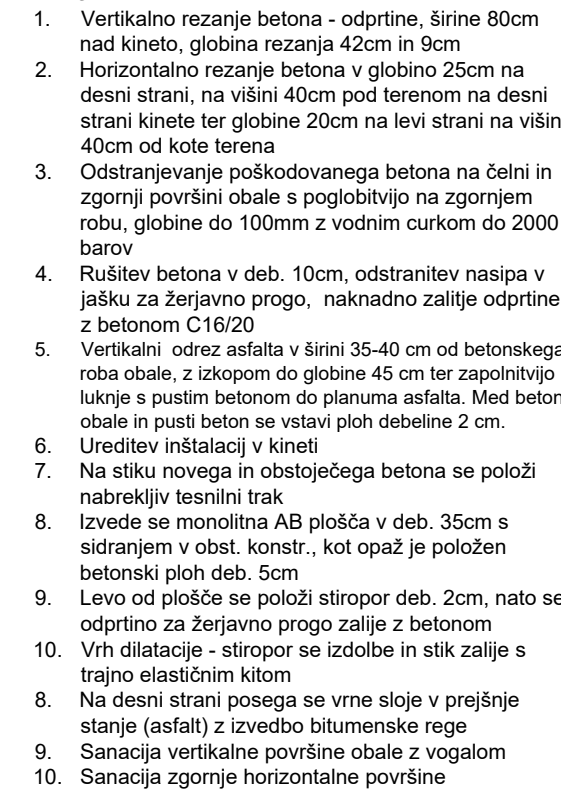 1. Vertikalno rezanje betona - odprtine, širine 80cm
nad kineto, globina rezanja 42cm in 9cm
2. Horizontalno rezanje betona v globino 25cm na
desni strani, na višini 40cm pod terenom na desni
strani kinete ter globine 20cm na levi strani na višin
40cm od kote terena
3. Odstranjevanje poškodovanega betona na čelni in
zgornji površini obale s poglobitvijo na zgornjem
robu, globine do 100mm z vodnim curkom do 2000
barov
4. Rušitev betona v deb. 10cm, odstranitev nasipa v
jašku za žerjavno progo, naknadno zalitje odprtine
z betonom C16/20
5. Vertikalni odrez asfalta v širini 35-40 cm od betonskega
roba obale, z izkopom do globine 45 cm ter zapolnitvijo
luknje s pustim betonom do planuma asfalta. Med beton
obale in pusti beton se vstavi ploh debeline 2 cm.
6. Ureditev inštalacij v kineti
7. Na stiku novega in obstoječega betona se položi
nabrekljiv tesnilni trak
8. Izvede se monolitna AB plošča v deb. 35cm s
sidranjem v obst. konstr., kot opaž je položen
betonski ploh deb. 5cm
9. Levo od plošče se položi stiropor deb. 2cm, nato se
odprtino za žerjavno progo zalije z betonom
10. Vrh dilatacije - stiropor se izdolbe in stik zalije s
trajno elastičnim kitom
8. Na desni strani posega se vrne sloje v prejšnje
stanje (asfalt) z izvedbo bitumenske rege
9. Sanacija vertikalne površine obale z vogalom
10. Sanacija zgornje horizontalne površine